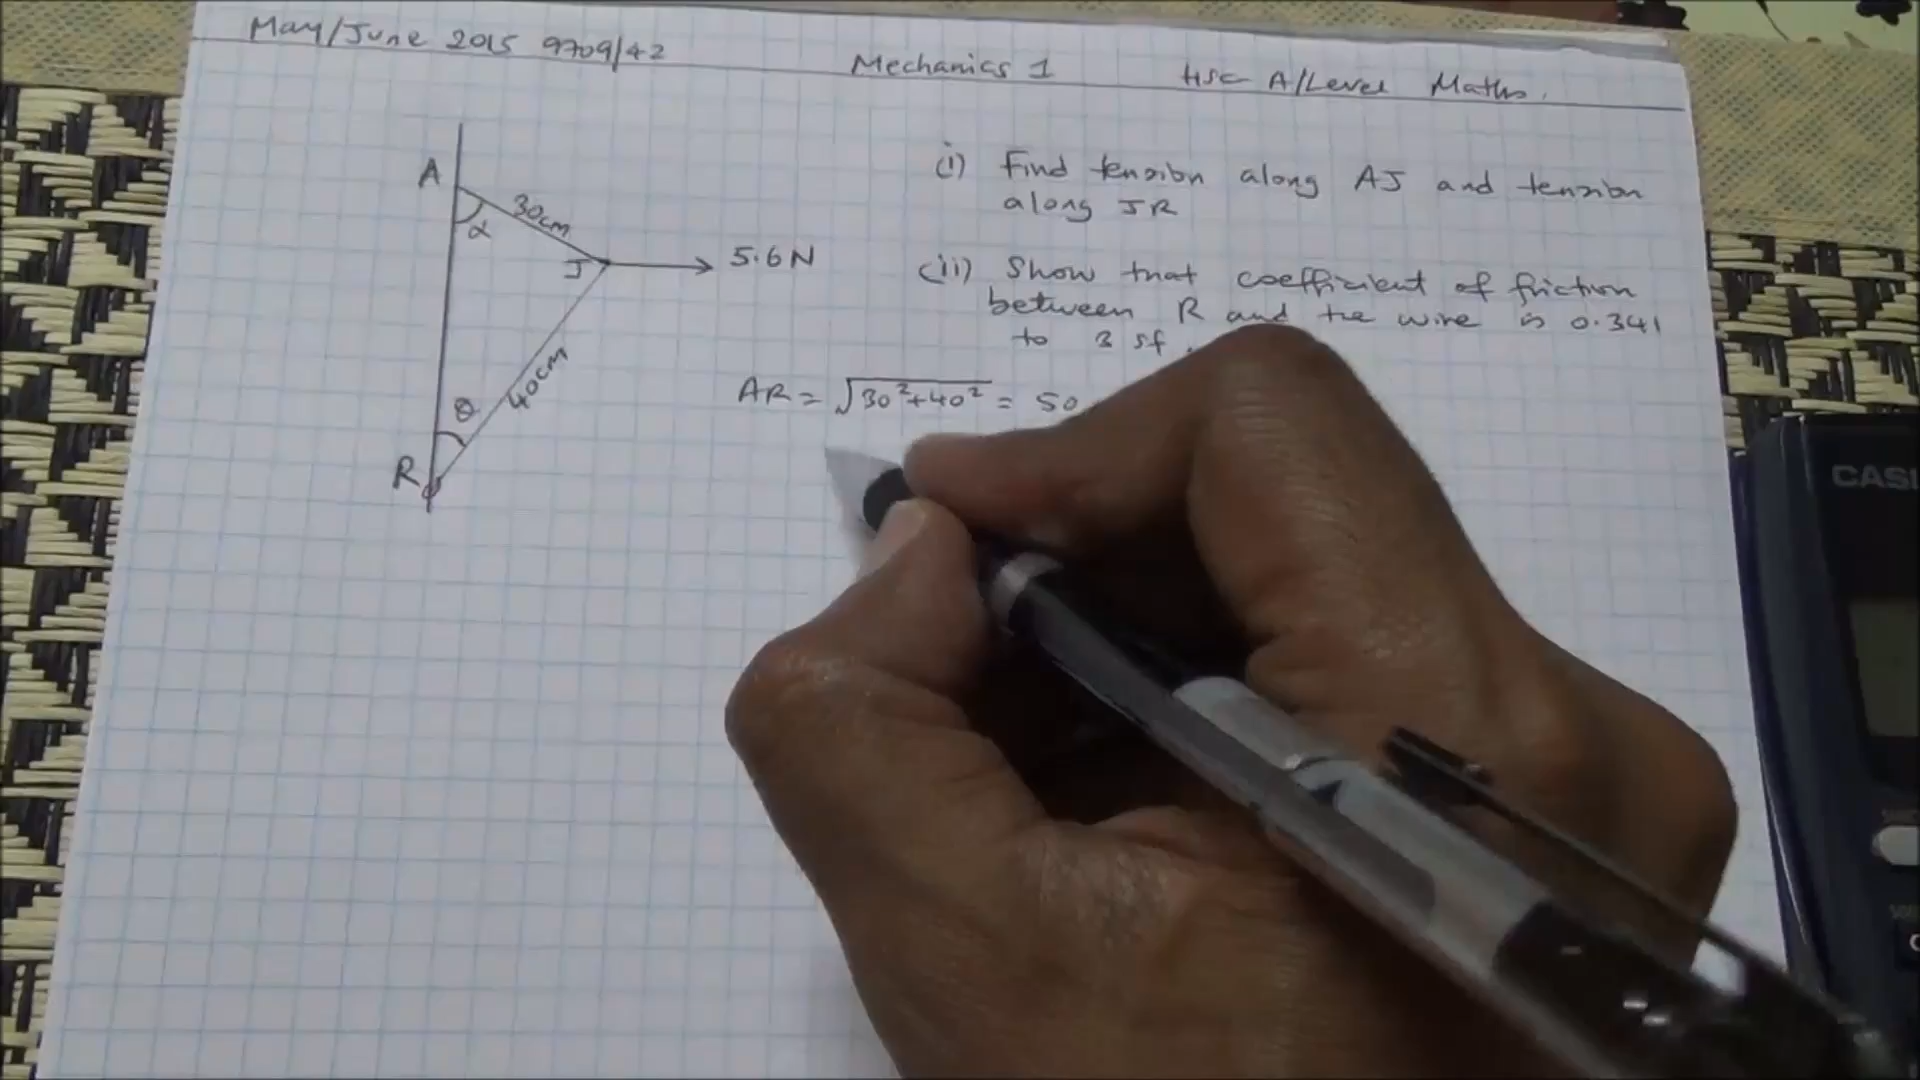 May/June 2015 9709/42
Mechanics 1
HSC A/Level Maths.
A
α
30cm
J
5.6N
40cm
θ
R
(i) Find tension along AJ and tension
along JR
(ii) Show that coefficient of friction
between R and the wire is 0.341
to 3 sf.
AR = √30²+40² = 50
CASI